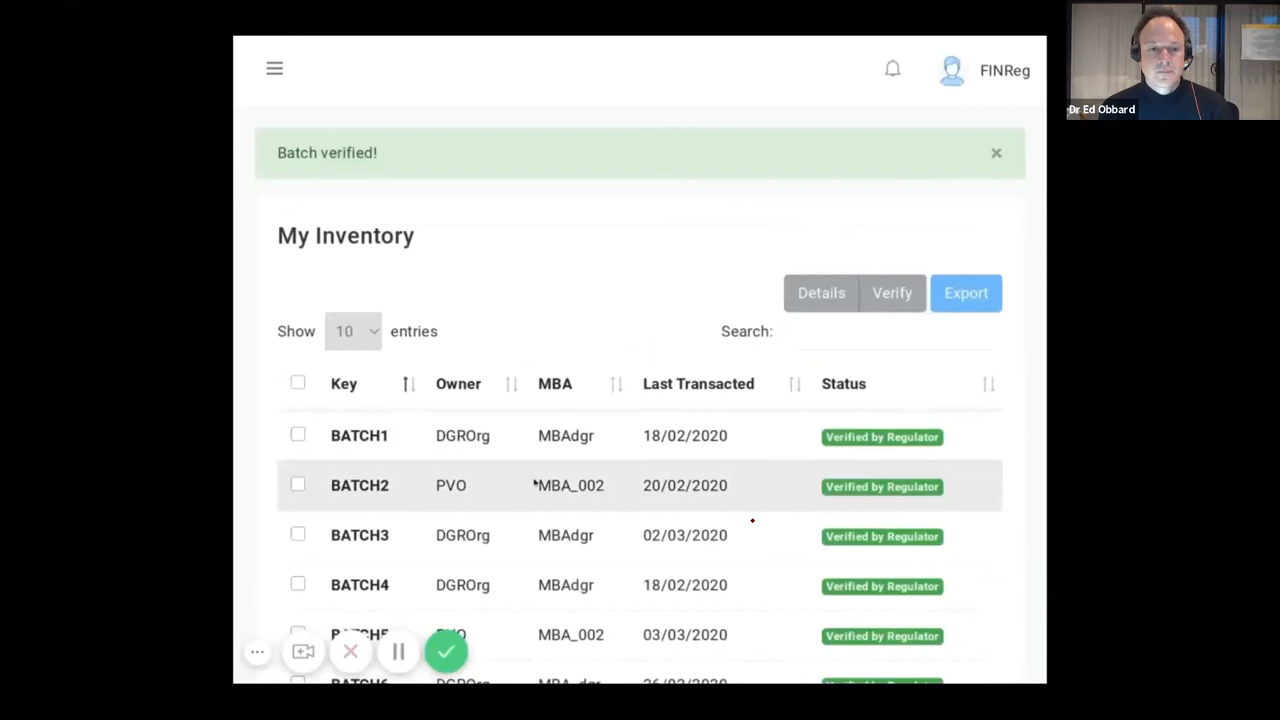 FINReg
Dr Ed Obbard
Batch verified! ×
My Inventory
Details Verify Export
Show 10 entries Search:
Key Owner MBA Last Transacted Status
BATCH1 DGROrg MBAdgr 18/02/2020 Verified by Regulator
BATCH2 PVO MBA_002 20/02/2020 Verified by Regulator
BATCH3 DGROrg MBAdgr 02/03/2020 Verified by Regulator
BATCH4 DGROrg MBAdgr 18/02/2020 Verified by Regulator
BATCH5 PVO MBA_002 03/03/2020 Verified by Regulator